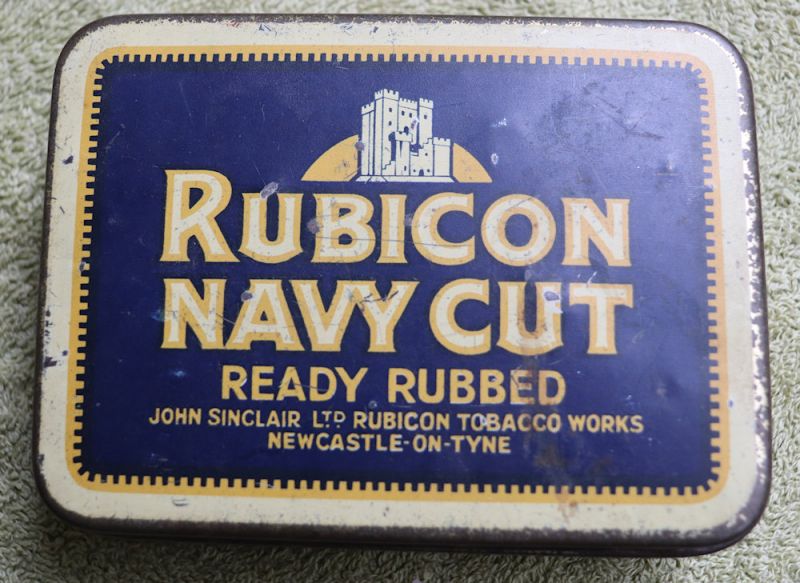 RUBICON
NAVY CUT
READY RUBBED
JOHN SINCLAIR LTD RUBICON TOBACCO WORKS
NEWCASTLE-ON-TYNE